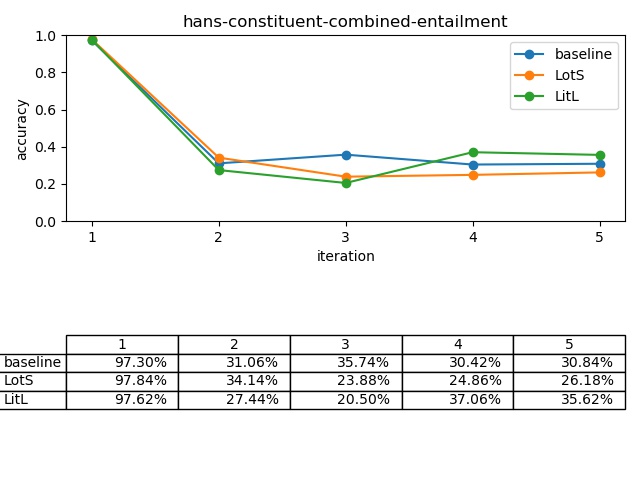 hans-constituent-combined-entailment
accuracy
1.0
0.8
0.6
0.4
0.2
0.0
baseline
LotS
LitL
1 2 3 4 5
iteration
1 2 3 4 5
baseline 97.30% 31.06% 35.74% 30.42% 30.84%
LotS 97.84% 34.14% 23.88% 24.86% 26.18%
LitL 97.62% 27.44% 20.50% 37.06% 35.62%